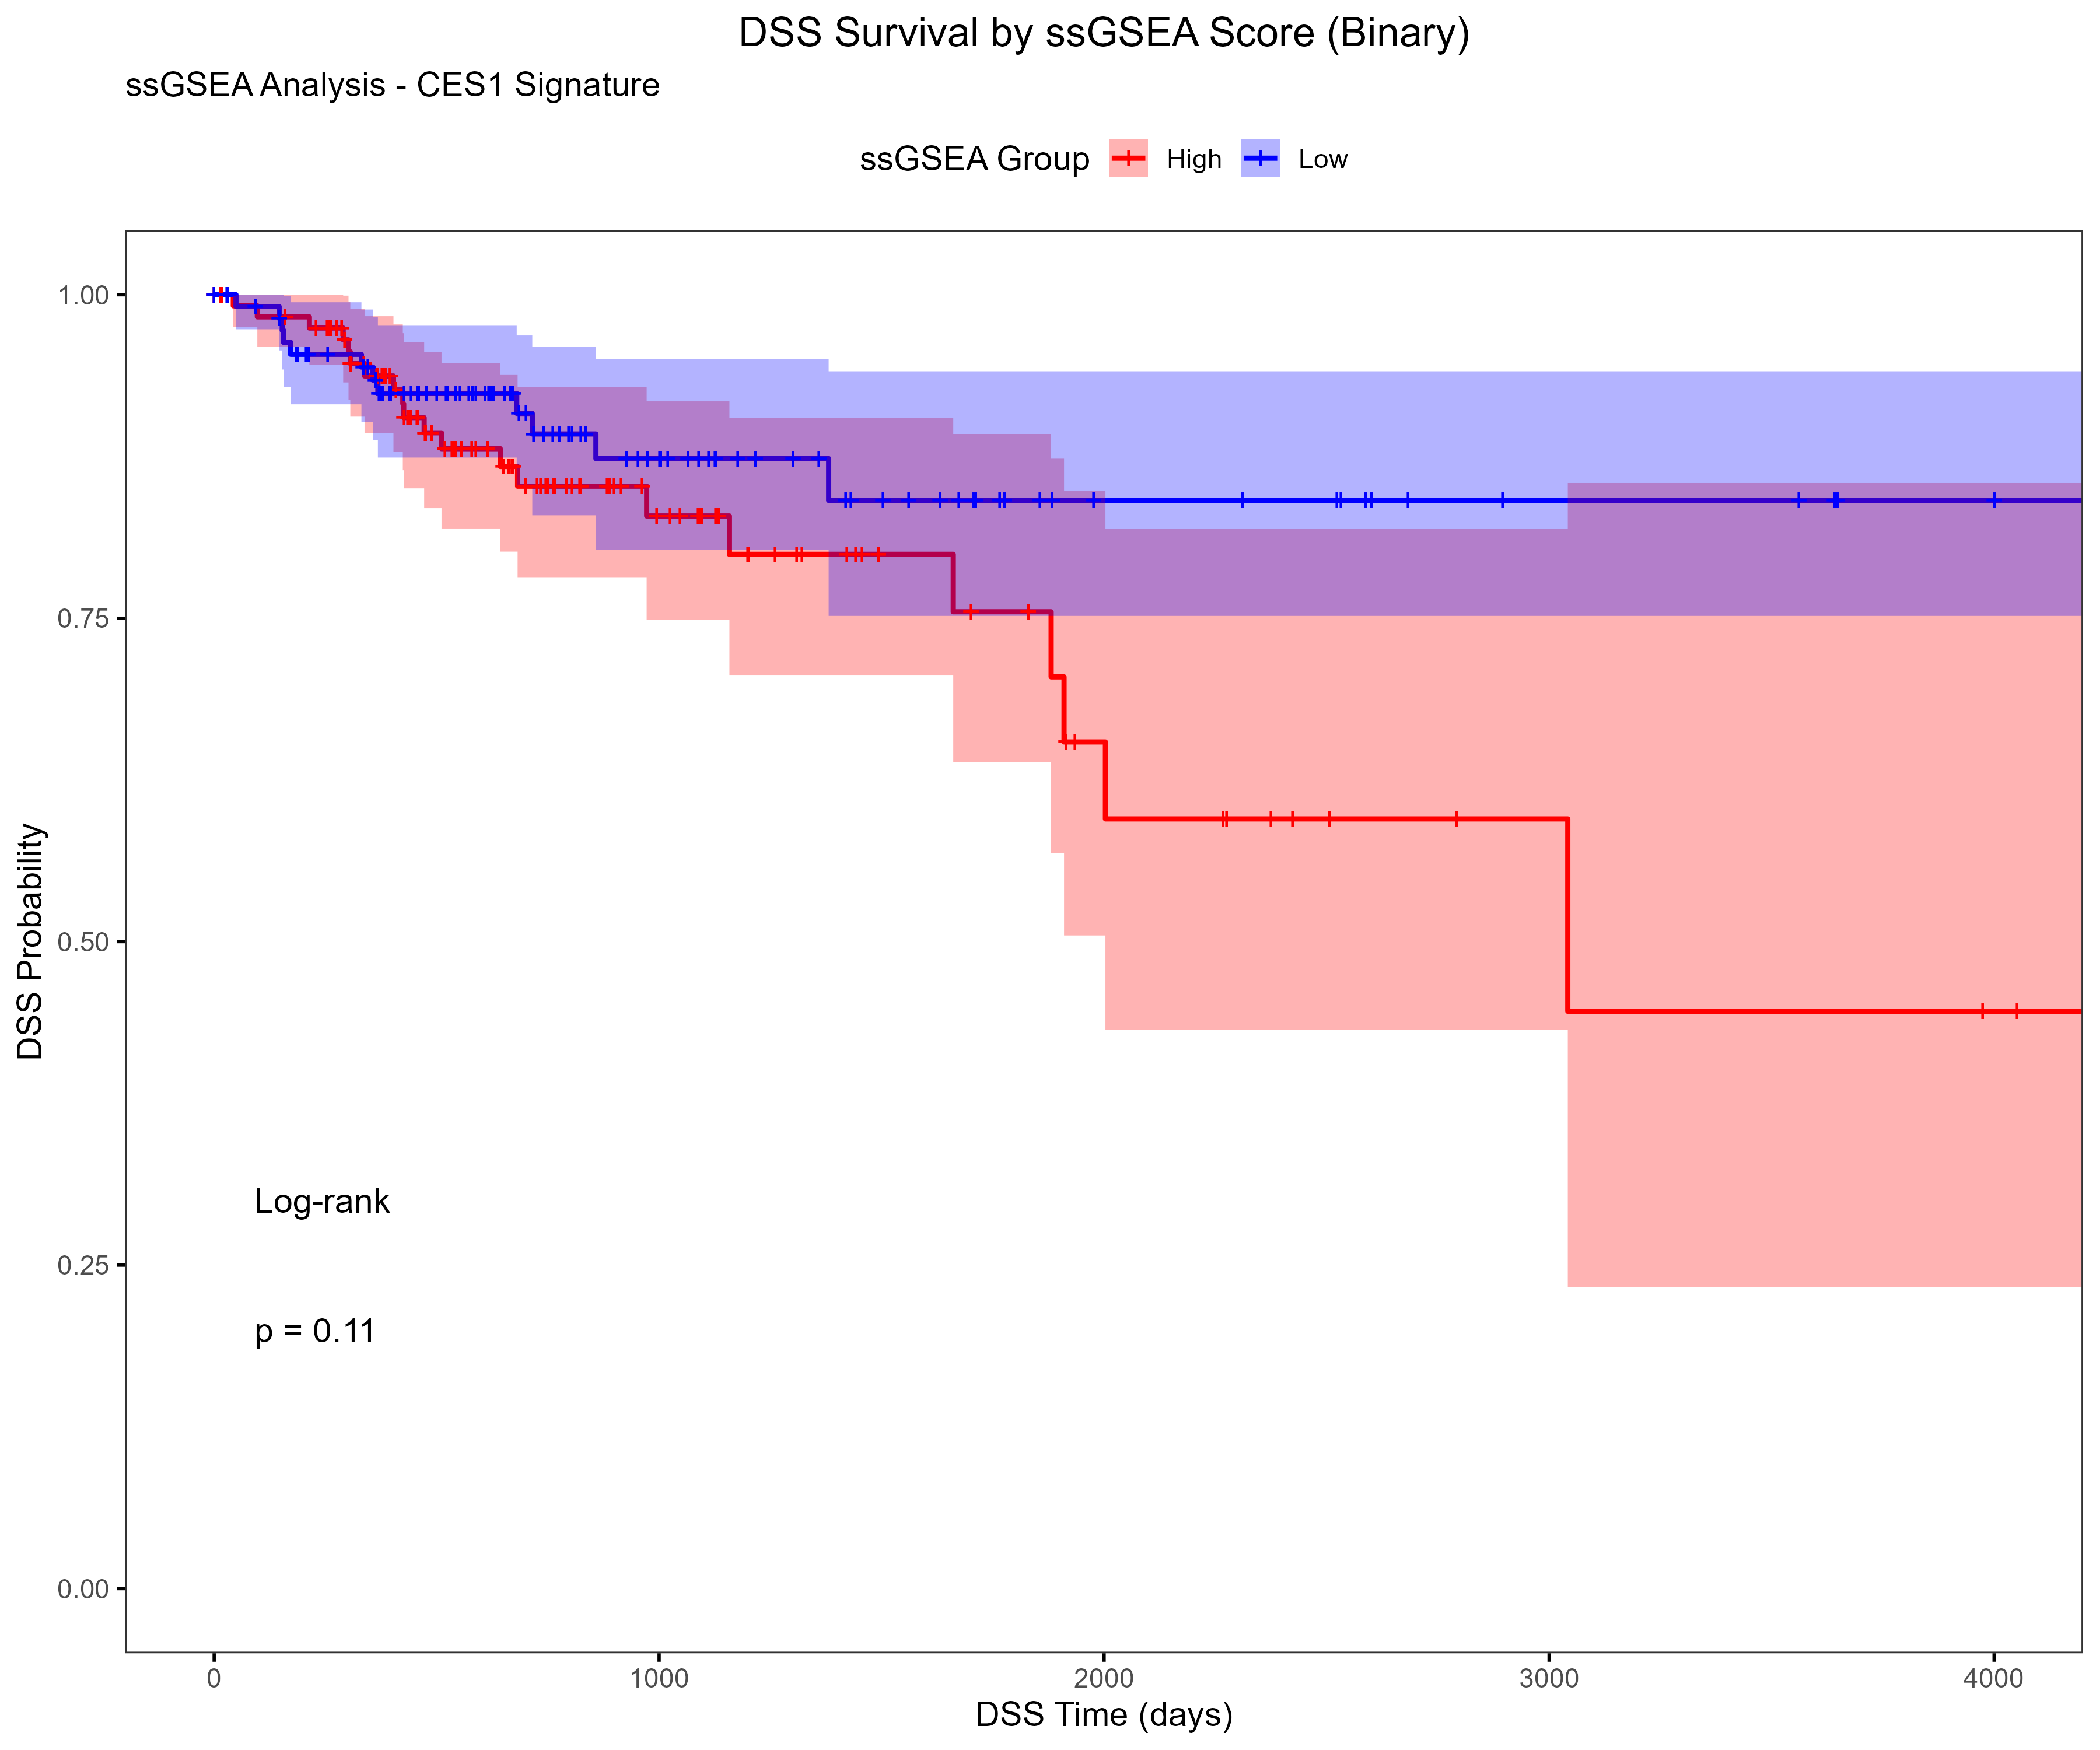 DSS Survival by ssGSEA Score (Binary)
ssGSEA Analysis - CES1 Signature
ssGSEA Group High Low
DSS Probability
1.00
0.75
0.50
0.25
0.00
Log-rank
p = 0.11
0 1000 2000 3000 4000
DSS Time (days)